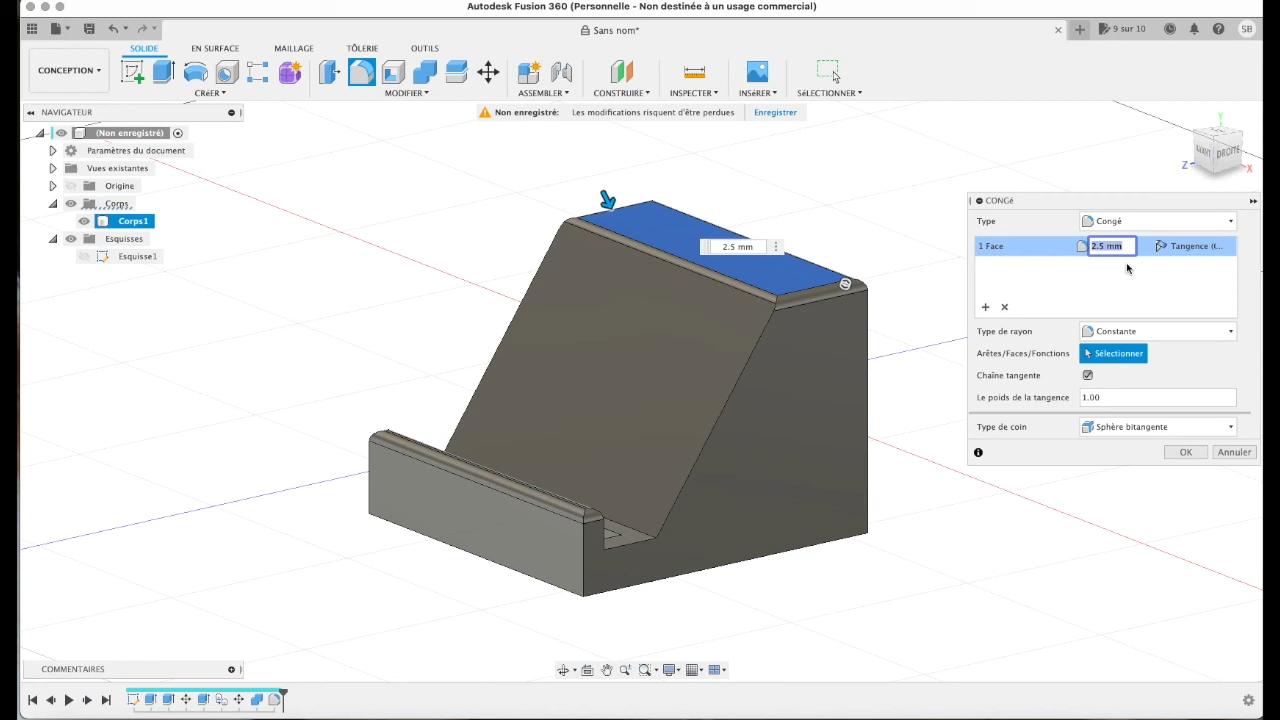 Autodesk Fusion 360 (Personnelle - Non destinée à un usage commercial)
Sans nom*
9 sur 10
SB
CONCEPTION
SOLIDE
EN SURFACE
MAILLAGE
TÔLERIE
OUTILS
CRÉER
MODIFIER
ASSEMBLER
CONSTRUIRE
INSPECTER
INSÉRER
SÉLECTIONNER
NAVIGATEUR
Non enregistré:
Les modifications risquent d'être perdues
Enregistrer
(Non enregistré)
Paramètres du document
Vues existantes
Origine
Corps
Corps1
Esquisses
Esquisse1
Y
AVANT
DROITE
Z
X
2.5 mm
CONGé
Type
Congé
1 Face
2.5 mm
Tangence ((...
Type de rayon
Constante
Arêtes/Faces/Fonctions
Sélectionner
Chaîne tangente
Le poids de la tangence
1.00
Type de coin
Sphère bitangente
OK
Annuler
COMMENTAIRES